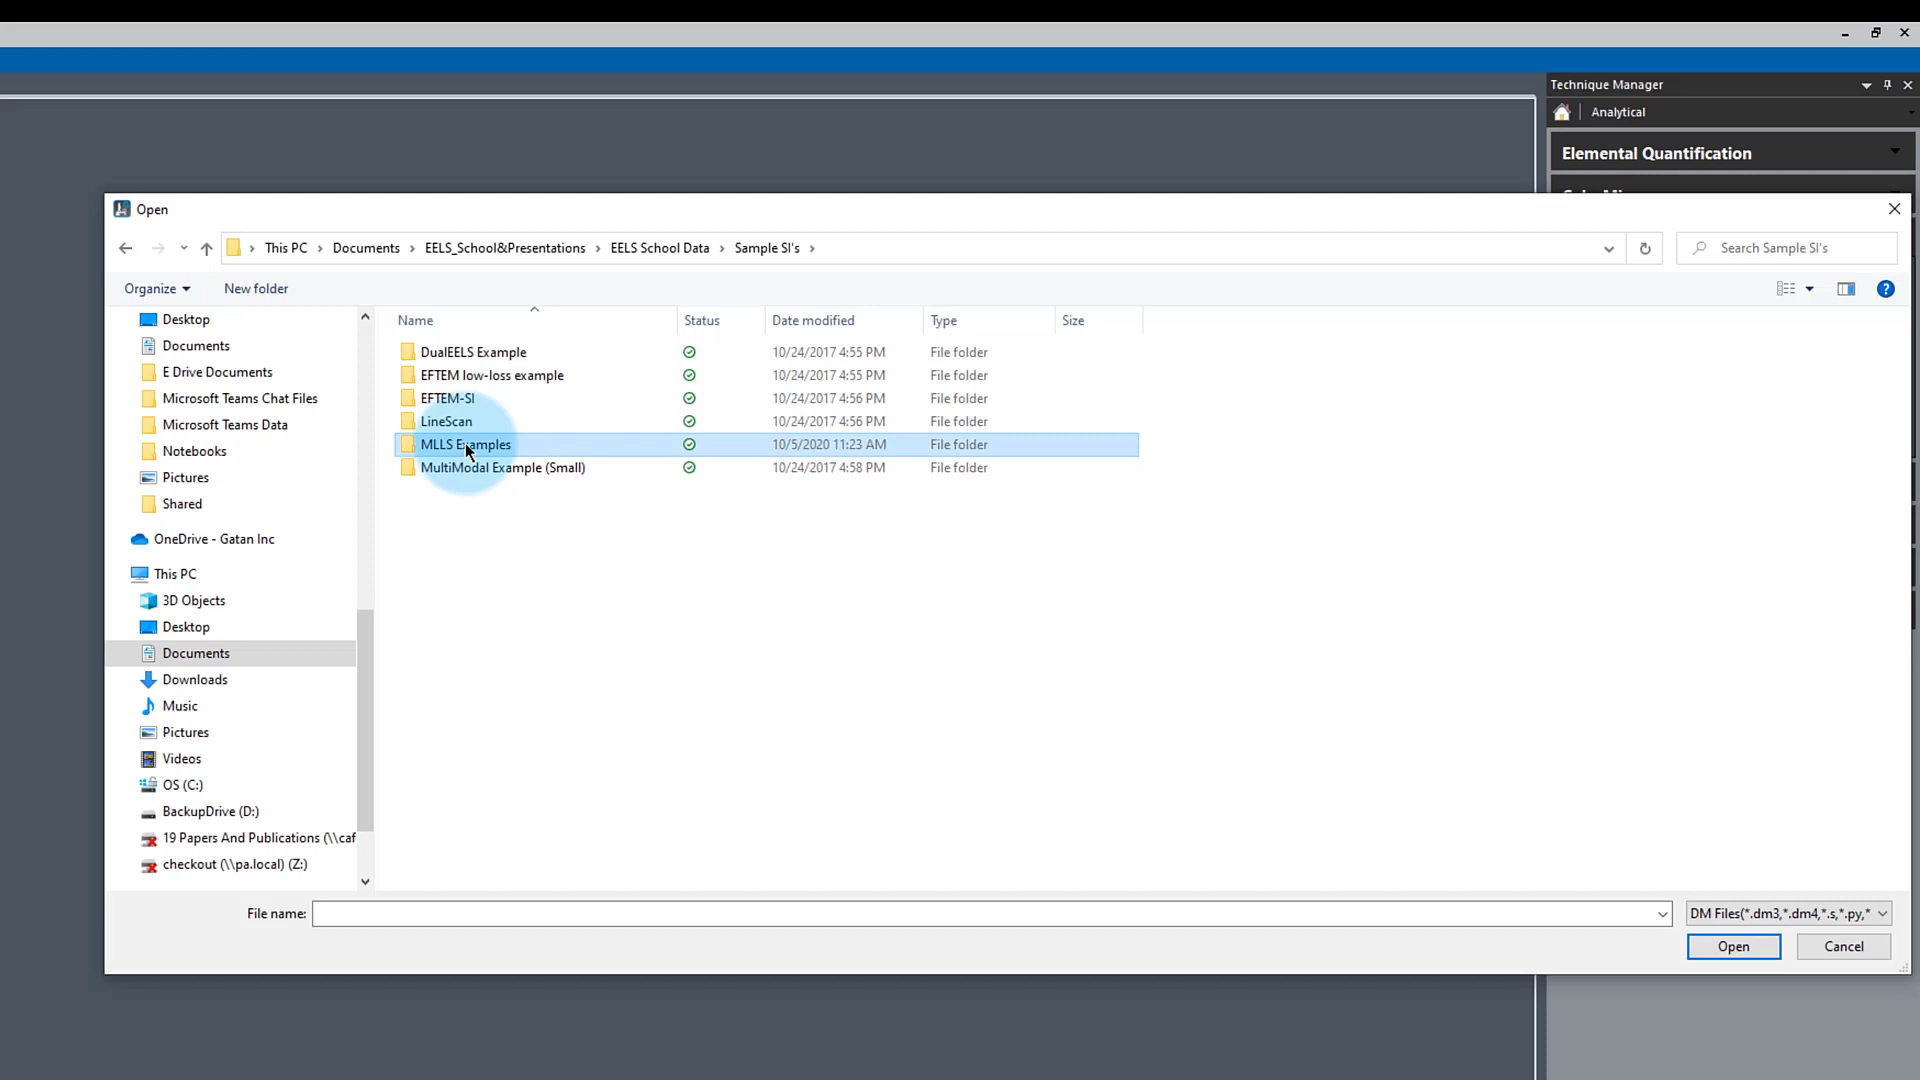 Technique Manager
Analytical
Elemental Quantification
Open
This PC > Documents > EELS_School&Presentations > EELS School Data > Sample SI's >
Search Sample SI's
Organize
New folder
Name Status Date modified Type Size
Desktop
Documents
E Drive Documents
Microsoft Teams Chat Files
Microsoft Teams Data
Notebooks
Pictures
Shared
OneDrive - Gatan Inc
This PC
3D Objects
Desktop
Documents
Downloads
Music
Pictures
Videos
OS (C:)
BackupDrive (D:)
19 Papers And Publications (\\caf
checkout (\\pa.local) (Z:)
DualEELS Example 10/24/2017 4:55 PM File folder
EFTEM low-loss example 10/24/2017 4:55 PM File folder
EFTEM-SI 10/24/2017 4:56 PM File folder
LineScan 10/24/2017 4:56 PM File folder
MLLS Examples 10/5/2020 11:23 AM File folder
MultiModal Example (Small) 10/24/2017 4:58 PM File folder
File name:
DM Files(*.dm3,*.dm4,*.s,*.py,*
Open
Cancel